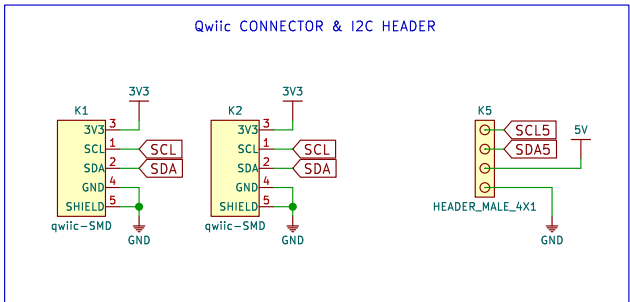 Qwiic CONNECTOR & I2C HEADER
K1
3V3
3V3 3
SCL 1 SCL
SDA 2 SDA
GND 4
SHIELD 5
qwiic-SMD
GND
K2
3V3
3V3 3
SCL 1 SCL
SDA 2 SDA
GND 4
SHIELD 5
qwiic-SMD
GND
K5
SCL5
5V
SDA5
HEADER_MALE_4X1
GND